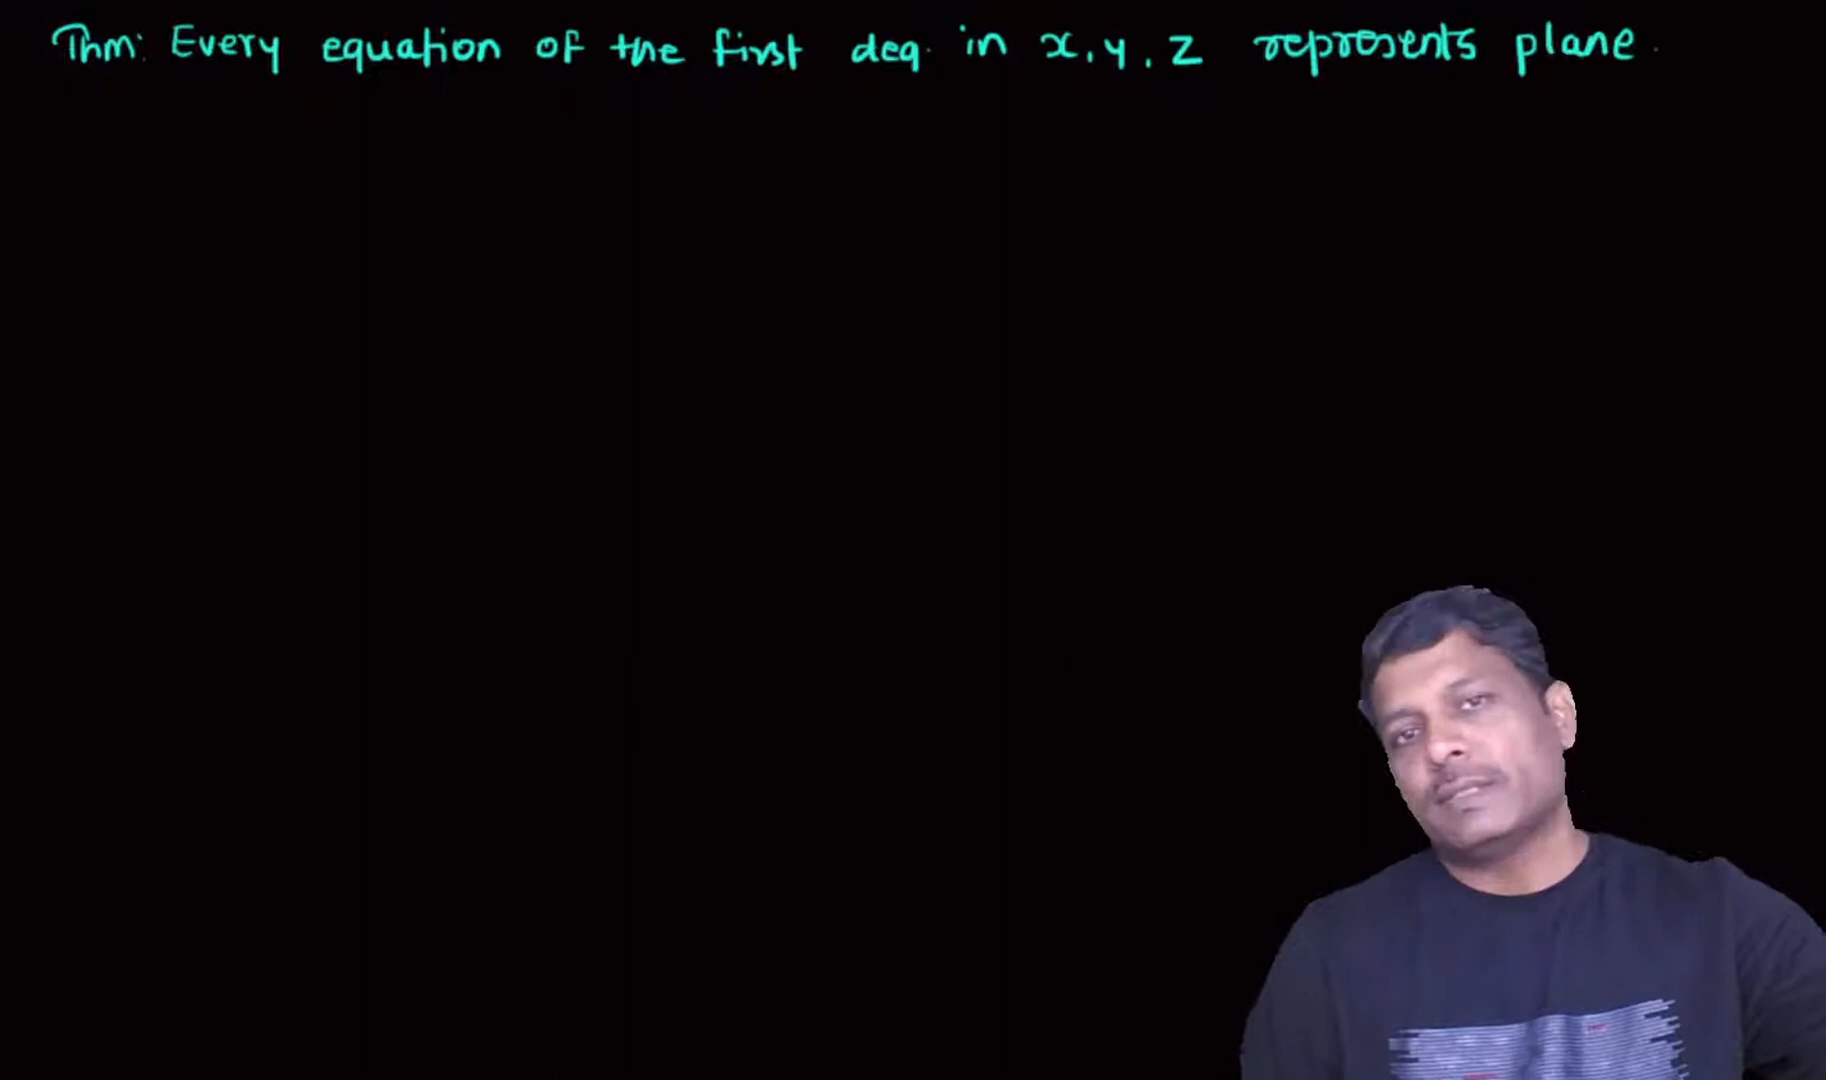 Thm: Every equation of the first deg. in x, y, z represents plane.